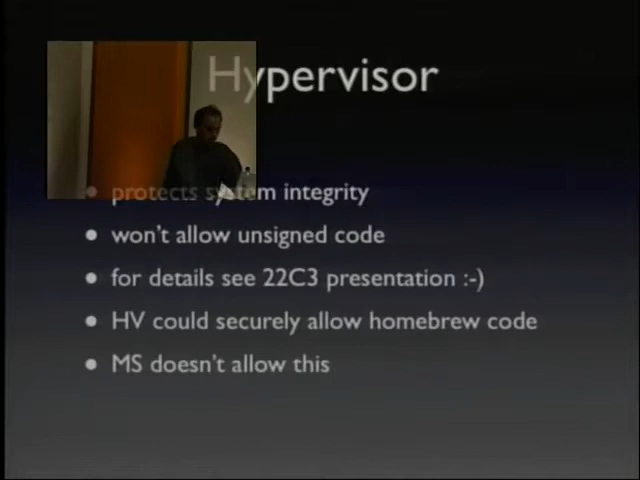 Hypervisor
protects system integrity
won't allow unsigned code
for details see 22C3 presentation :-)
HV could securely allow homebrew code
MS doesn't allow this